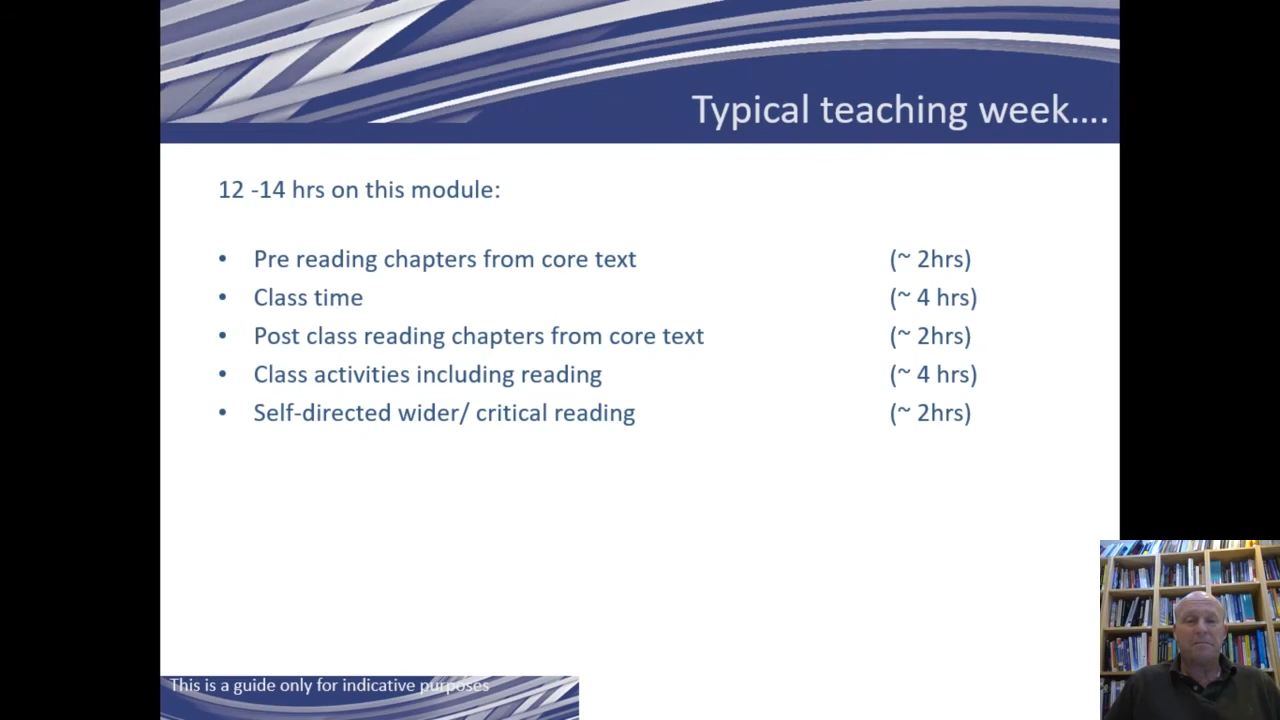 Typical teaching week....
12 -14 hrs on this module:
• Pre reading chapters from core text (~ 2hrs)
• Class time (~ 4 hrs)
• Post class reading chapters from core text (~ 2hrs)
• Class activities including reading (~ 4 hrs)
• Self-directed wider/ critical reading (~ 2hrs)
This is a guide only for indicative purposes